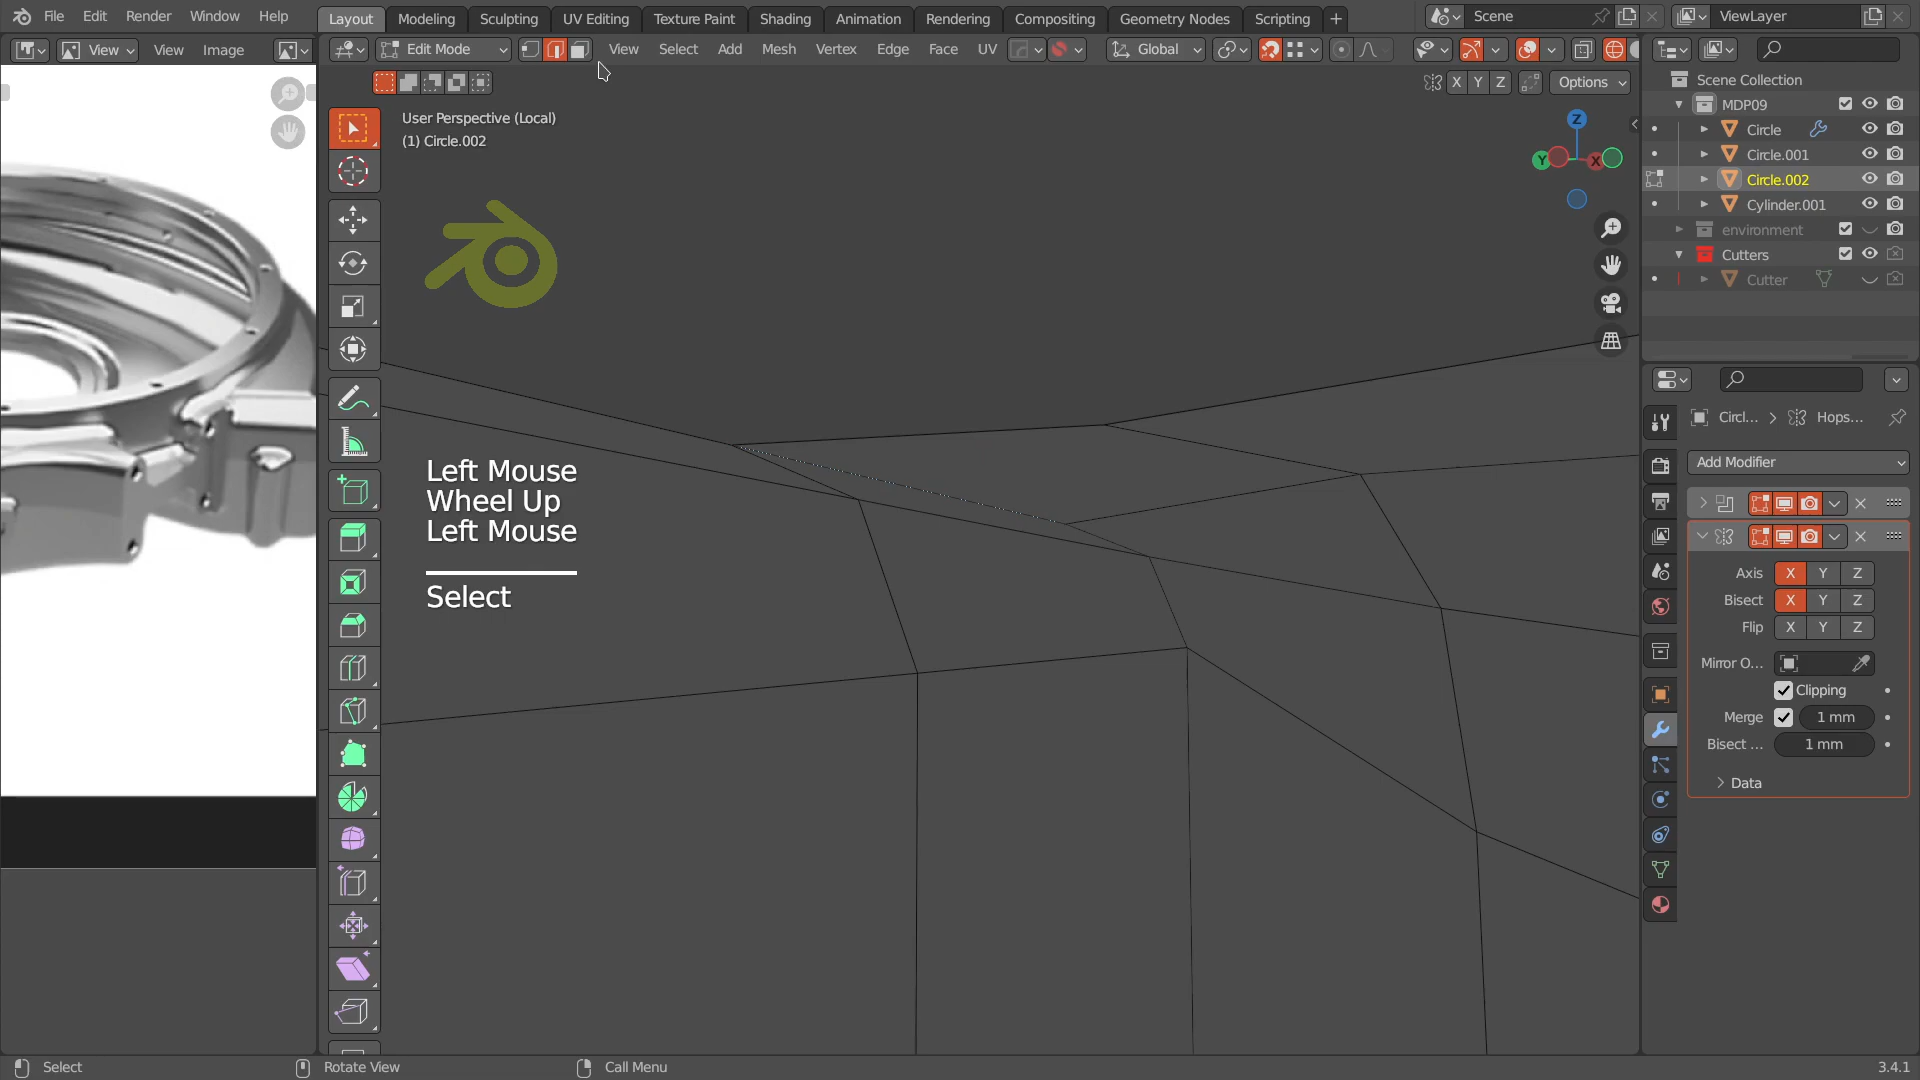 File Edit Render Window Help
Layout Modeling Sculpting UV Editing Texture Paint Shading Animation Rendering Compositing Geometry Nodes Scripting +
Scene
ViewLayer
View View Image
Edit Mode View Select Add Mesh Vertex Edge Face UV Global
X Y Z Options
User Perspective (Local)
(1) Circle.002
Z
Y X
Left Mouse
Wheel Up
Left Mouse
Select
Scene Collection
MDP09
Circle
Circle.001
Circle.002
Cylinder.001
environment
Cutters
Cutter
Circl... Hops...
Add Modifier
Axis X Y Z
Bisect X Y Z
Flip X Y Z
Mirror O...
Clipping
Merge 1 mm
Bisect ... 1 mm
Data
Select Rotate View Call Menu 3.4.1